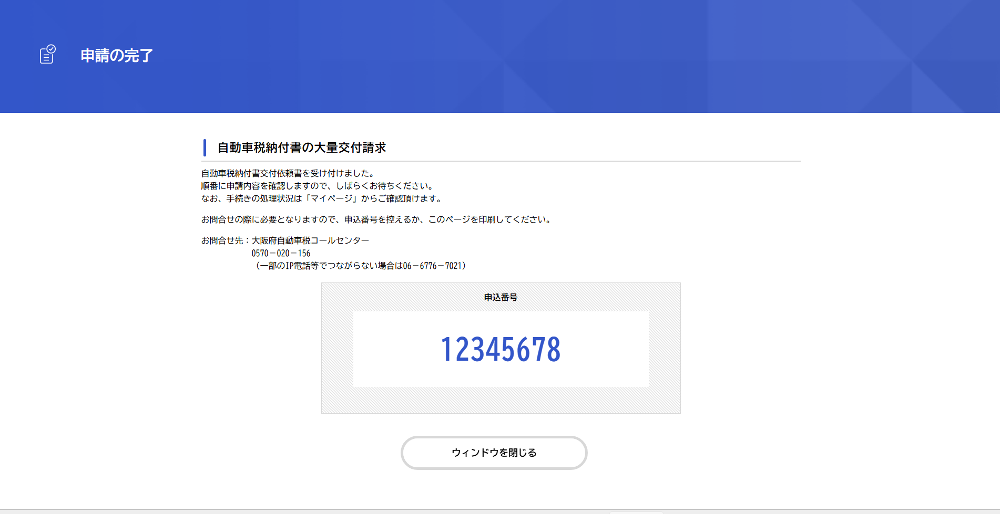 申請の完了
自動車税納付書の大量交付請求
自動車税納付書交付依頼書を受け付けました。
順番に申請内容を確認しますので、しばらくお待ちください。
なお、手続きの処理状況は「マイページ」からご確認頂けます。
お問合せの際に必要となりますので、申込番号を控えるか、このページを印刷してください。
お問合せ先：大阪府自動車税コールセンター
0570－020－156
（一部のIP電話等でつながらない場合は06－6776－7021）
申込番号
12345678
ウィンドウを閉じる